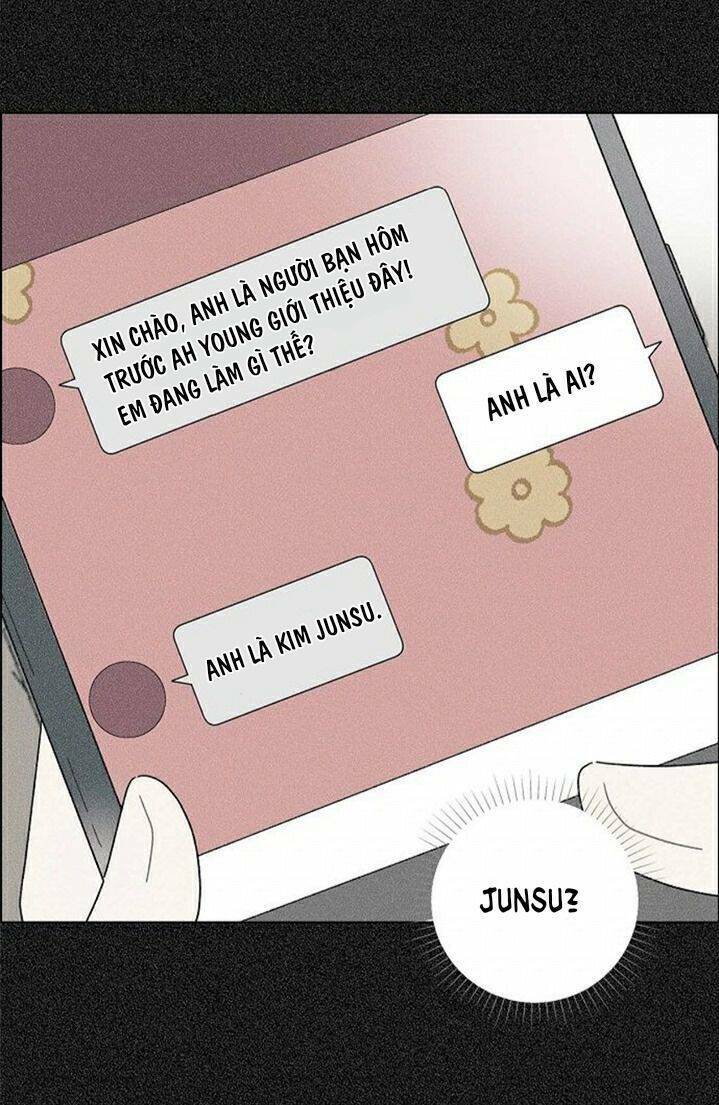 XIN CHÀO, ANH LÀ NGƯỜI BẠN HÔM
TRƯỚC AH YOUNG GIỚI THIỆU ĐÂY!
EM ĐANG LÀM GÌ THẾ?
ANH LÀ AI?
ANH LÀ KIM JUNSU.
JUNSU?